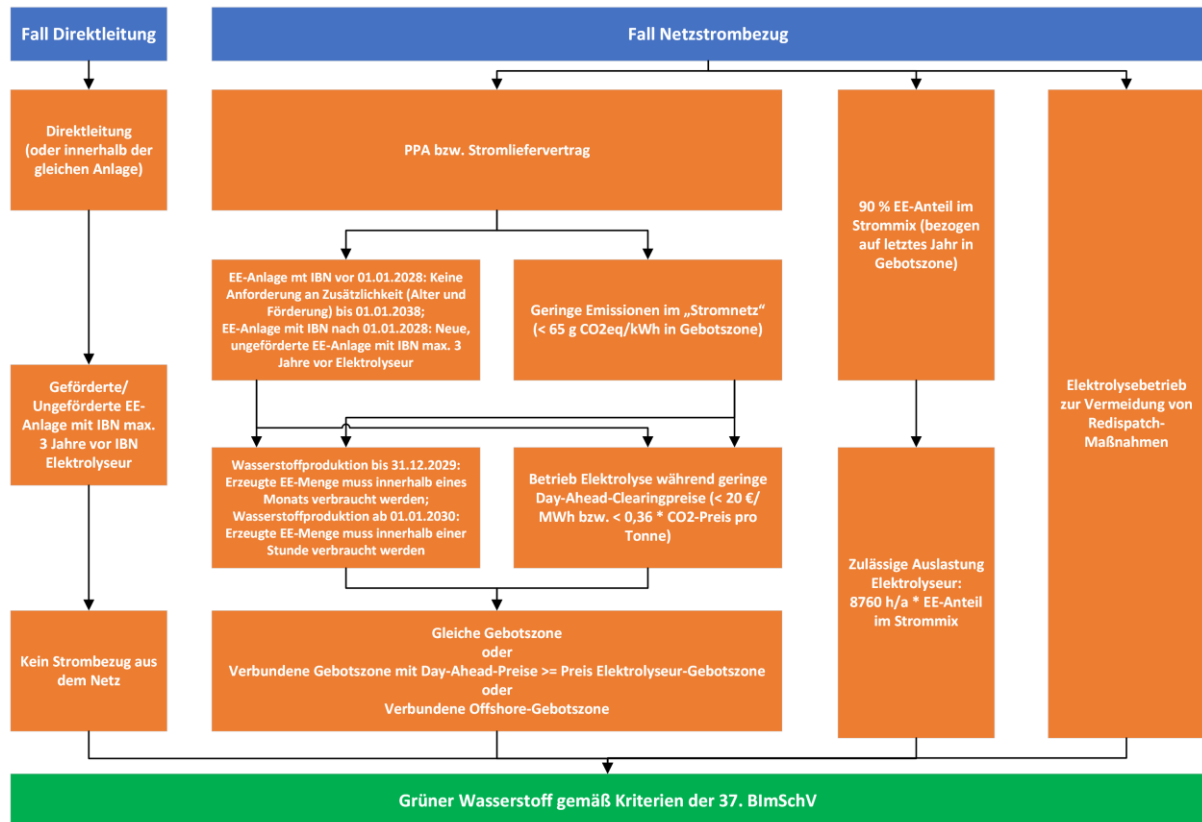 Fall Direktleitung
Fall Netzstrombezug
Direktleitung
(oder innerhalb der
gleichen Anlage)
Geförderte/
Ungeförderte EE-
Anlage mit IBN max.
3 Jahre vor IBN
Elektrolyseur
Kein Strombezug aus
dem Netz
PPA bzw. Stromliefervertrag
EE-Anlage mt IBN vor 01.01.2028: Keine
Anforderung an Zusätzlichkeit (Alter und
Förderung) bis 01.01.2038;
EE-Anlage mit IBN nach 01.01.2028: Neue,
ungeförderte EE-Anlage mit IBN max. 3
Jahre vor Elektrolyseur
Geringe Emissionen im „Stromnetz“
(< 65 g CO2eq/kWh in Gebotszone)
Wasserstoffproduktion bis 31.12.2029:
Erzeugte EE-Menge muss innerhalb eines
Monats verbraucht werden;
Wasserstoffproduktion ab 01.01.2030:
Erzeugte EE-Menge muss innerhalb einer
Stunde verbraucht werden
Betrieb Elektrolyse während geringe
Day-Ahead-Clearingpreise (< 20 €/
MWh bzw. < 0,36 * CO2-Preis pro
Tonne)
Gleiche Gebotszone
oder
Verbundene Gebotszone mit Day-Ahead-Preise >= Preis Elektrolyseur-Gebotszone
oder
Verbundene Offshore-Gebotszone
90 % EE-Anteil im
Strommix (bezogen
auf letztes Jahr in
Gebotszone)
Zulässige Auslastung
Elektrolyseur:
8760 h/a * EE-Anteil
im Strommix
Elektrolysebetrieb
zur Vermeidung von
Redispatch-
Maßnahmen
Grüner Wasserstoff gemäß Kriterien der 37. BImSchV